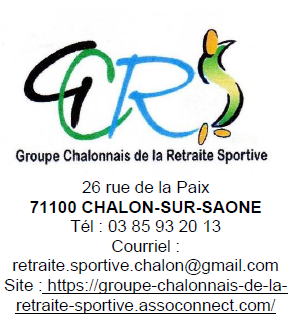 GCRS
Groupe Chalonnais de la Retraite Sportive
26 rue de la Paix
71100 CHALON-SUR-SAONE
Tél : 03 85 93 20 13
Courriel :
retraite.sportive.chalon@gmail.com
Site : https://groupe-chalonnais-de-la-
retraite-sportive.assoconnect.com/